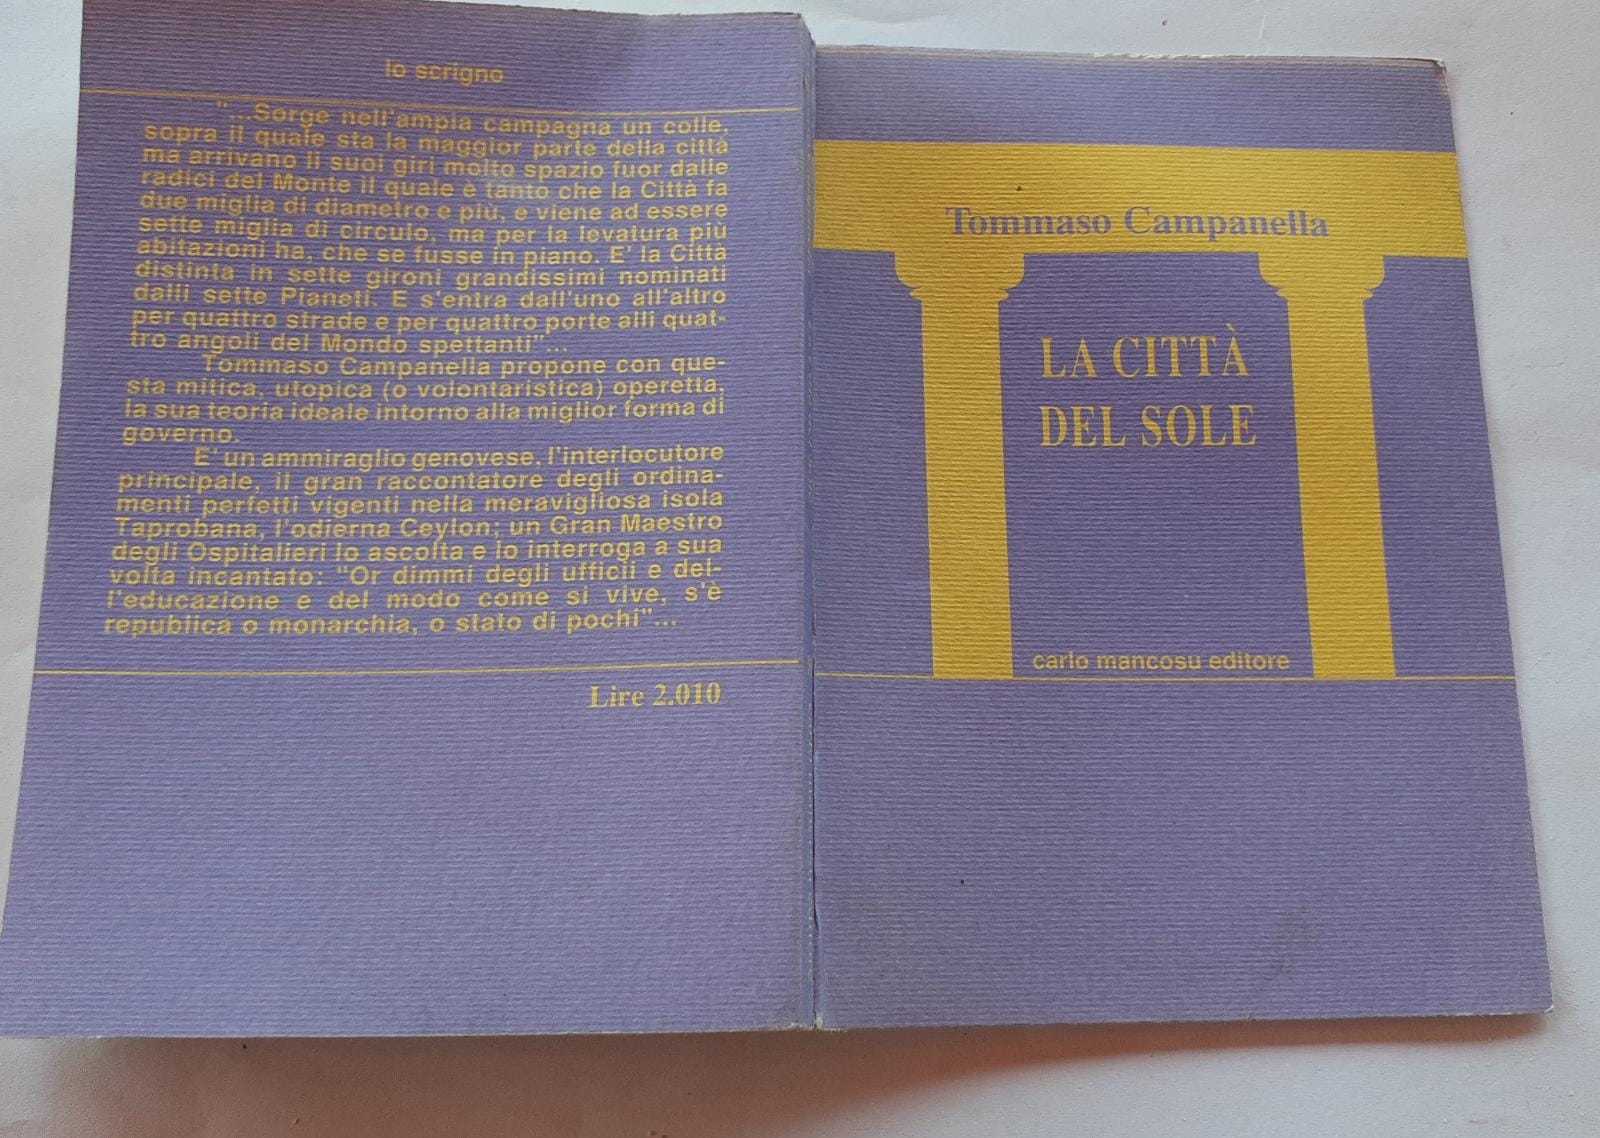 lo scrigno
"...Sorge nell'ampia campagna un colle,
sopra il quale sta la maggior parte della città
ma arrivano li suoi giri molto spazio fuor dalle
radici del Monte il quale è tanto che la Città fa
due miglia di diametro e più, e viene ad essere
sette miglia di circulo, ma per la levatura più
abitazioni ha, che se fusse in piano. E' la Città
distinta in sette gironi grandissimi nominati
dalli sette Pianeti. E s'entra dall'uno all'altro
per quattro strade e per quattro porte alli quat-
tro angoli del Mondo spettanti"...
Tommaso Campanella propone con que-
sta mitica, utopica (o volontaristica) operetta,
la sua teoria ideale intorno alla miglior forma di
governo.
E' un ammiraglio genovese, l'interlocutore
principale, il gran raccontatore degli ordina-
menti perfetti vigenti nella meravigliosa isola
Taprobana, l'odierna Ceylon; un Gran Maestro
degli Ospitalieri lo ascolta e lo interroga a sua
volta incantato: "Or dimmi degli ufficii e del-
l'educazione e del modo come si vive, s'è
republica o monarchia, o stato di pochi"...
Lire 2.010
Tommaso Campanella
LA CITTÀ
DEL SOLE
carlo mancosu editore